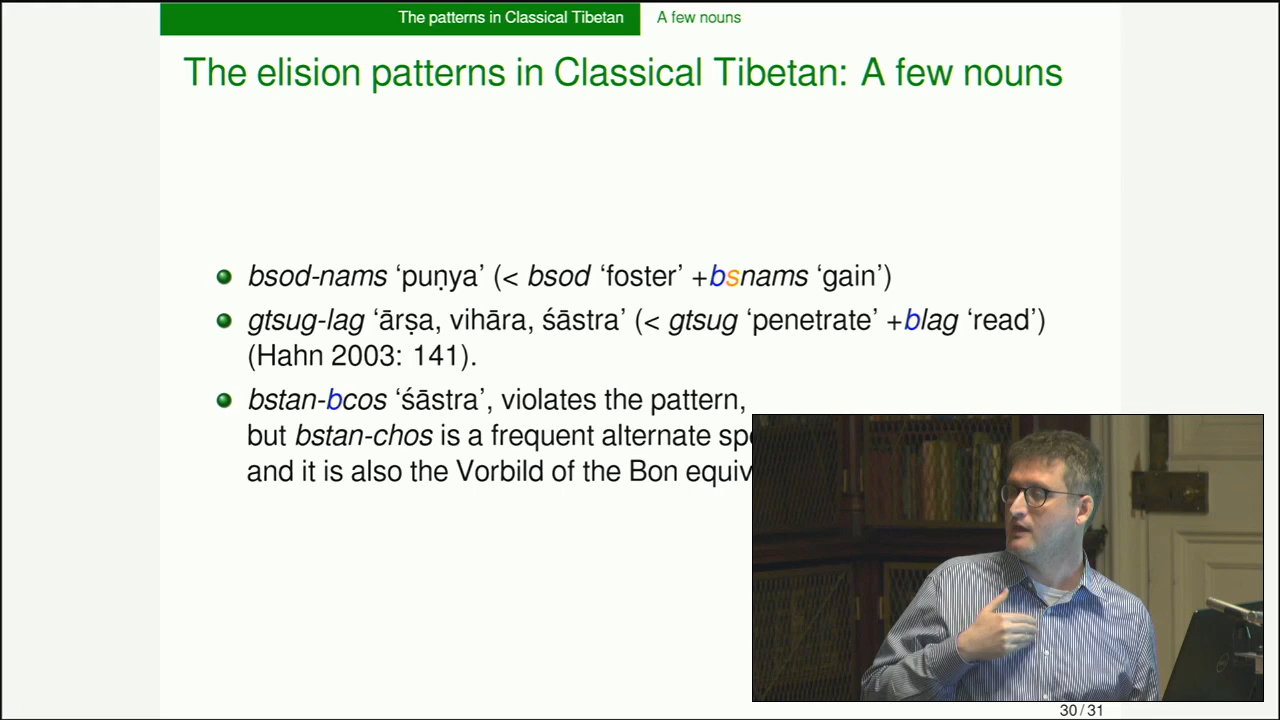 The patterns in Classical Tibetan
A few nouns
The elision patterns in Classical Tibetan: A few nouns
bsod-nams ‘puṇya’ (< bsod ‘foster’ +bsnams ‘gain’)
gtsug-lag ‘ārṣa, vihāra, śāstra’ (< gtsug ‘penetrate’ +blag ‘read’)
(Hahn 2003: 141).
bstan-bcos ‘śāstra’, violates the pattern,
but bstan-chos is a frequent alternate
and it is also the Vorbild of the Bon
30 / 31